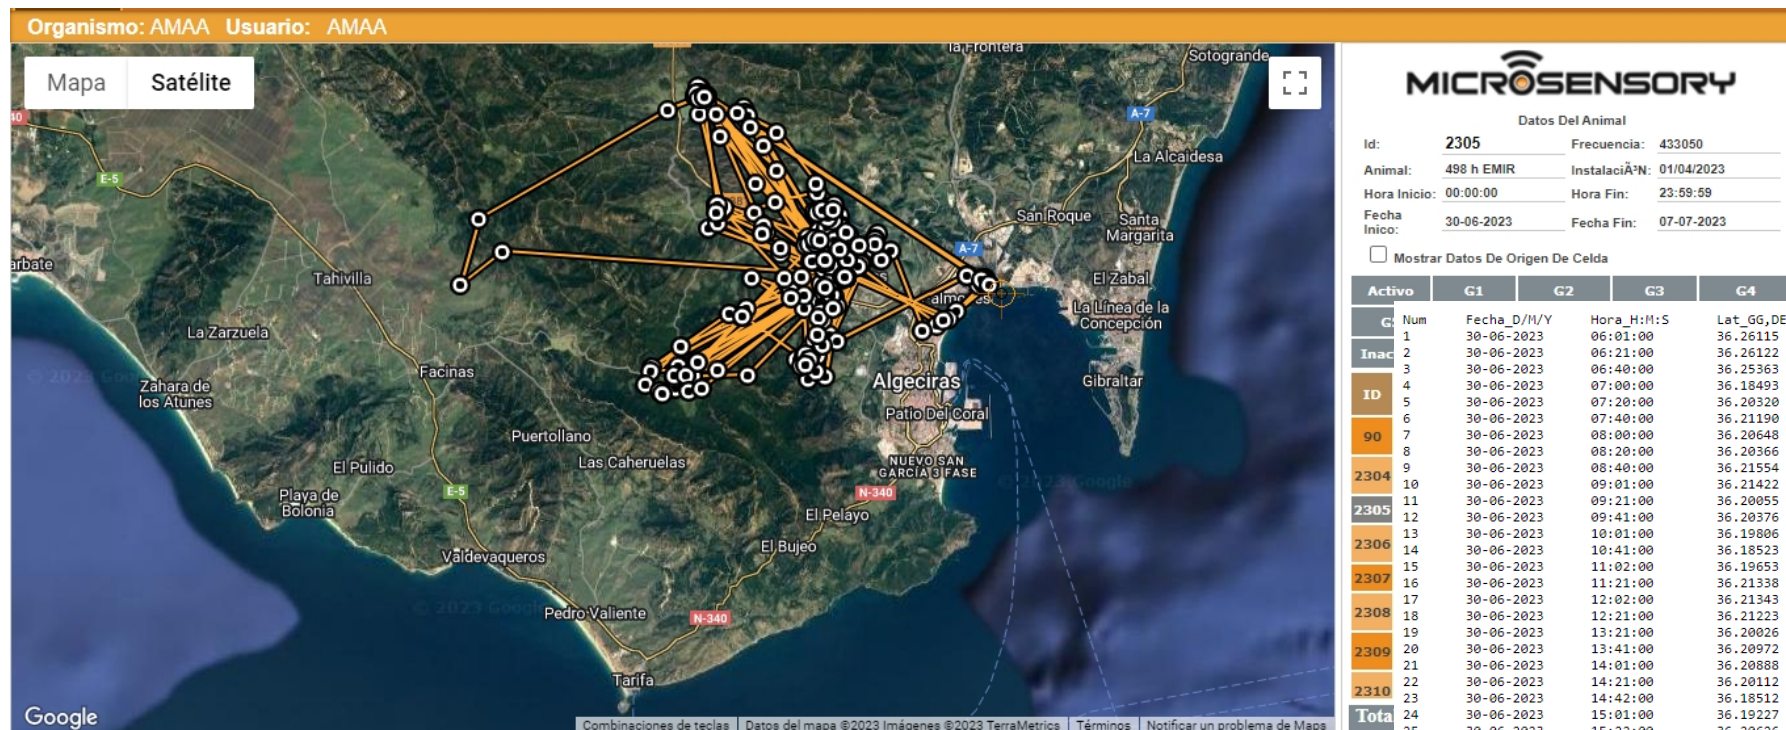 Organismo: AMAA Usuario: AMAA
Mapa Satélite
la Frontera
Sotogrande
A-7
La Alcaidesa
E-5
San Roque
Santa Margarita
A-7
arbate
Tahivilla
El Zabal
La Línea de la Concepción
La Zarzuela
Facinas
Zahara de los Atunes
Algeciras
Gibraltar
Patio Del Coral
Puertollano
Las Caheruelas
El Pulido
NUEVO SAN GARCÍA 3 FASE
E-5
N-340
Playa de Bolonia
El Pelayo
Valdevaqueros
El Bujeo
Pedro Valiente
N-340
Tarifa
Google
Combinaciones de teclas Datos del mapa ©2023 Imágenes ©2023 TerraMetrics Términos Notificar un problema de Maps
MICROSENSORY
Datos Del Animal
Id: 2305 Frecuencia: 433050
Animal: 498 h EMIR InstalaciÃ³N: 01/04/2023
Hora Inicio: 00:00:00 Hora Fin: 23:59:59
Fecha Inico: 30-06-2023 Fecha Fin: 07-07-2023
Mostrar Datos De Origen De Celda
Activo G1 G2 G3 G4
Inac
ID
90
2304
2305
2306
2307
2308
2309
2310
Tota
Num Fecha_D/M/Y Hora_H:M:S Lat_GG,DE
1 30-06-2023 06:01:00 36.26115
2 30-06-2023 06:21:00 36.26122
3 30-06-2023 06:40:00 36.25363
4 30-06-2023 07:00:00 36.18493
5 30-06-2023 07:20:00 36.20320
6 30-06-2023 07:40:00 36.21190
7 30-06-2023 08:00:00 36.20648
8 30-06-2023 08:20:00 36.20366
9 30-06-2023 08:40:00 36.21554
10 30-06-2023 09:01:00 36.21422
11 30-06-2023 09:21:00 36.20055
12 30-06-2023 09:41:00 36.20376
13 30-06-2023 10:01:00 36.19806
14 30-06-2023 10:41:00 36.18523
15 30-06-2023 11:02:00 36.19653
16 30-06-2023 11:21:00 36.21338
17 30-06-2023 12:02:00 36.21343
18 30-06-2023 12:21:00 36.21223
19 30-06-2023 13:21:00 36.20026
20 30-06-2023 13:41:00 36.20972
21 30-06-2023 14:01:00 36.20888
22 30-06-2023 14:21:00 36.20112
23 30-06-2023 14:42:00 36.18512
24 30-06-2023 15:01:00 36.19227